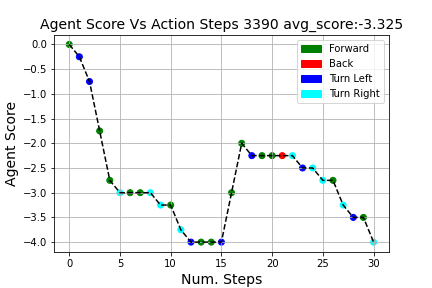 Agent Score Vs Action Steps 3390 avg_score:-3.325
Agent Score
0.0
−0.5
−1.0
−1.5
−2.0
−2.5
−3.0
−3.5
−4.0
Forward
Back
Turn Left
Turn Right
0 5 10 15 20 25 30
Num. Steps